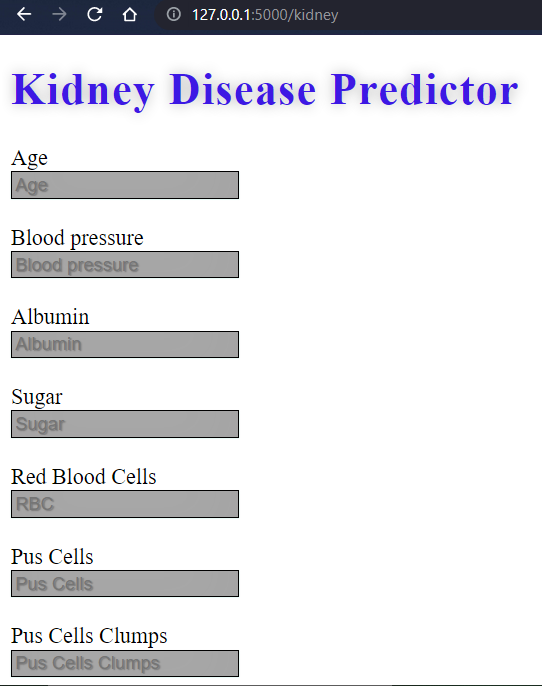 127.0.0.1:5000/kidney
Kidney Disease Predictor
Age
Age
Blood pressure
Blood pressure
Albumin
Albumin
Sugar
Sugar
Red Blood Cells
RBC
Pus Cells
Pus Cells
Pus Cells Clumps
Pus Cells Clumps